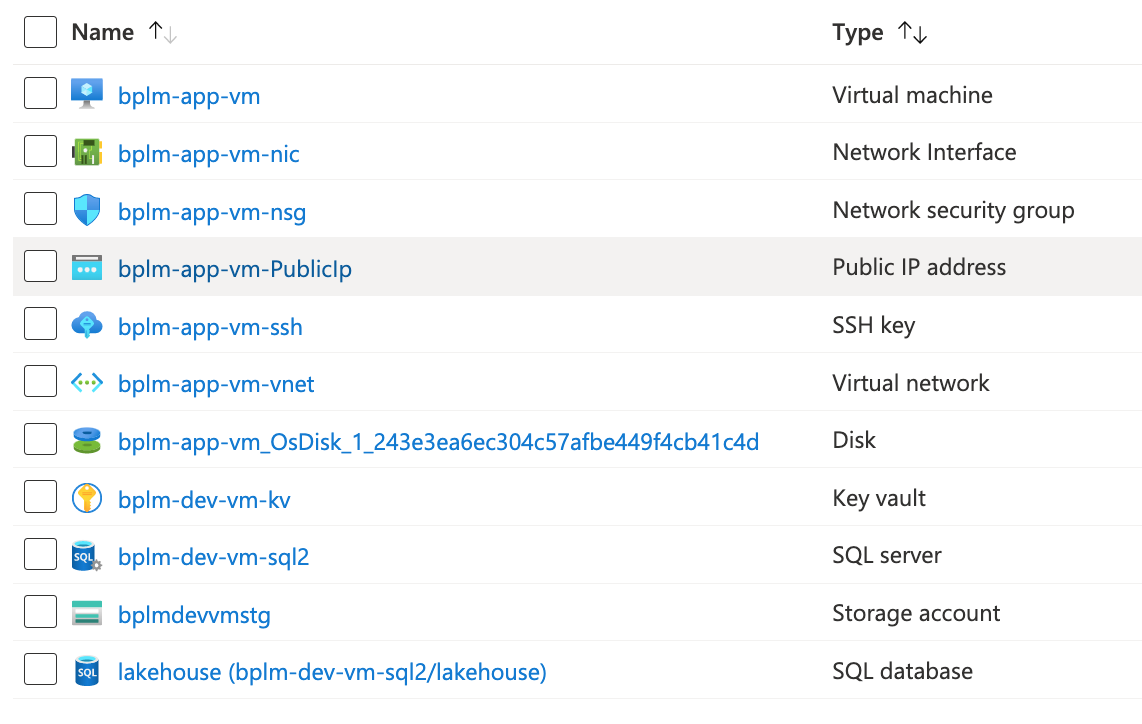 Name ↑↓ Type ↑↓
bplm-app-vm Virtual machine
bplm-app-vm-nic Network Interface
bplm-app-vm-nsg Network security group
bplm-app-vm-PublicIp Public IP address
bplm-app-vm-ssh SSH key
bplm-app-vm-vnet Virtual network
bplm-app-vm_OsDisk_1_243e3ea6ec304c57afbe449f4cb41c4d Disk
bplm-dev-vm-kv Key vault
SQL bplm-dev-vm-sql2 SQL server
bplmdevvmstg Storage account
SQL lakehouse (bplm-dev-vm-sql2/lakehouse) SQL database